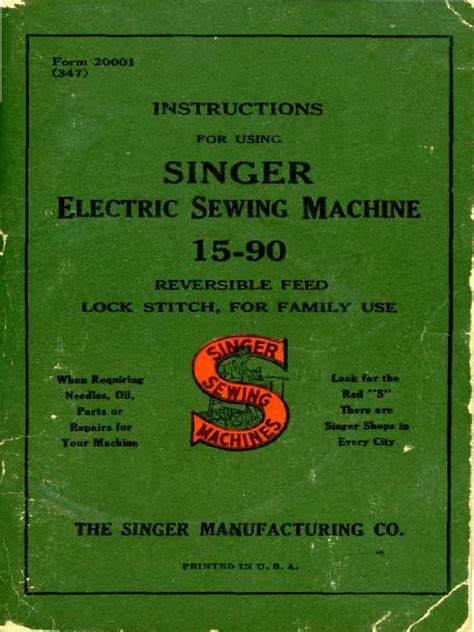 Form 20001
(347)
INSTRUCTIONS
FOR USING
SINGER
ELECTRIC SEWING MACHINE
15-90
REVERSIBLE FEED
LOCK STITCH, FOR FAMILY USE
SINGER
SEWING
MACHINES
When Requiring
Needles, Oil,
Parts or
Repairs for
Your Machine
Look for the
Red "S"
There are
Singer Shops in
Every City
THE SINGER MANUFACTURING CO.
PRINTED IN U. S. A.